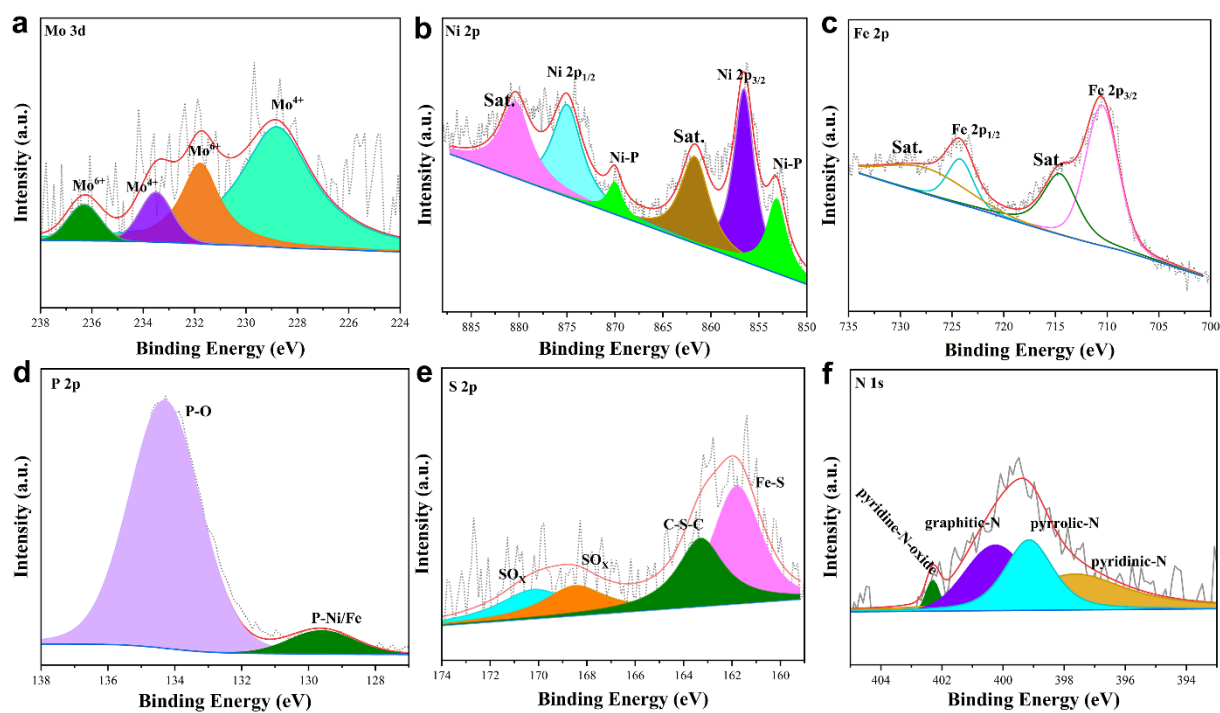 a
Mo 3d
Mo⁶⁺
Mo⁴⁺
Mo⁶⁺
Mo⁴⁺
Intensity (a.u.)
238 236 234 232 230 228 226 224
Binding Energy (eV)
b
Ni 2p
Sat.
Ni 2p₁/₂
Ni-P
Sat.
Ni 2p₃/₂
Ni-P
Intensity (a.u.)
885 880 875 870 865 860 855 850
Binding Energy (eV)
c
Fe 2p
Sat.
Fe 2p₁/₂
Sat.
Fe 2p₃/₂
Intensity (a.u.)
735 730 725 720 715 710 705 700
Binding Energy (eV)
d
P 2p
P-O
P-Ni/Fe
Intensity (a.u.)
138 136 134 132 130 128
Binding Energy (eV)
e
S 2p
SOₓ
SOₓ
C-S-C
Fe-S
Intensity (a.u.)
174 172 170 168 166 164 162 160
Binding Energy (eV)
f
N 1s
pyridine-N-oxide
graphitic-N
pyrrolic-N
pyridinic-N
Intensity (a.u.)
404 402 400 398 396 394
Binding Energy (eV)